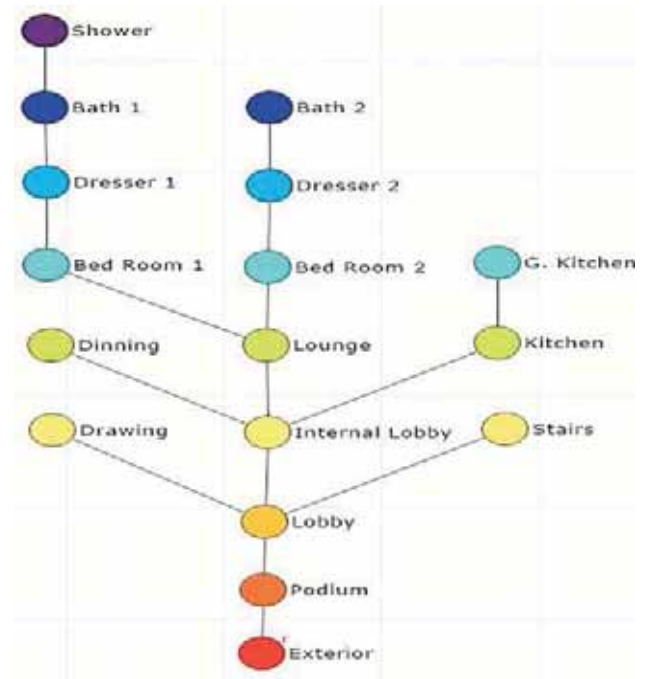 Shower
Bath 1
Bath 2
Dresser 1
Dresser 2
Bed Room 1
Bed Room 2
G. Kitchen
Dinning
Lounge
Kitchen
Drawing
Internal Lobby
Stairs
Lobby
Podium
r
Exterior